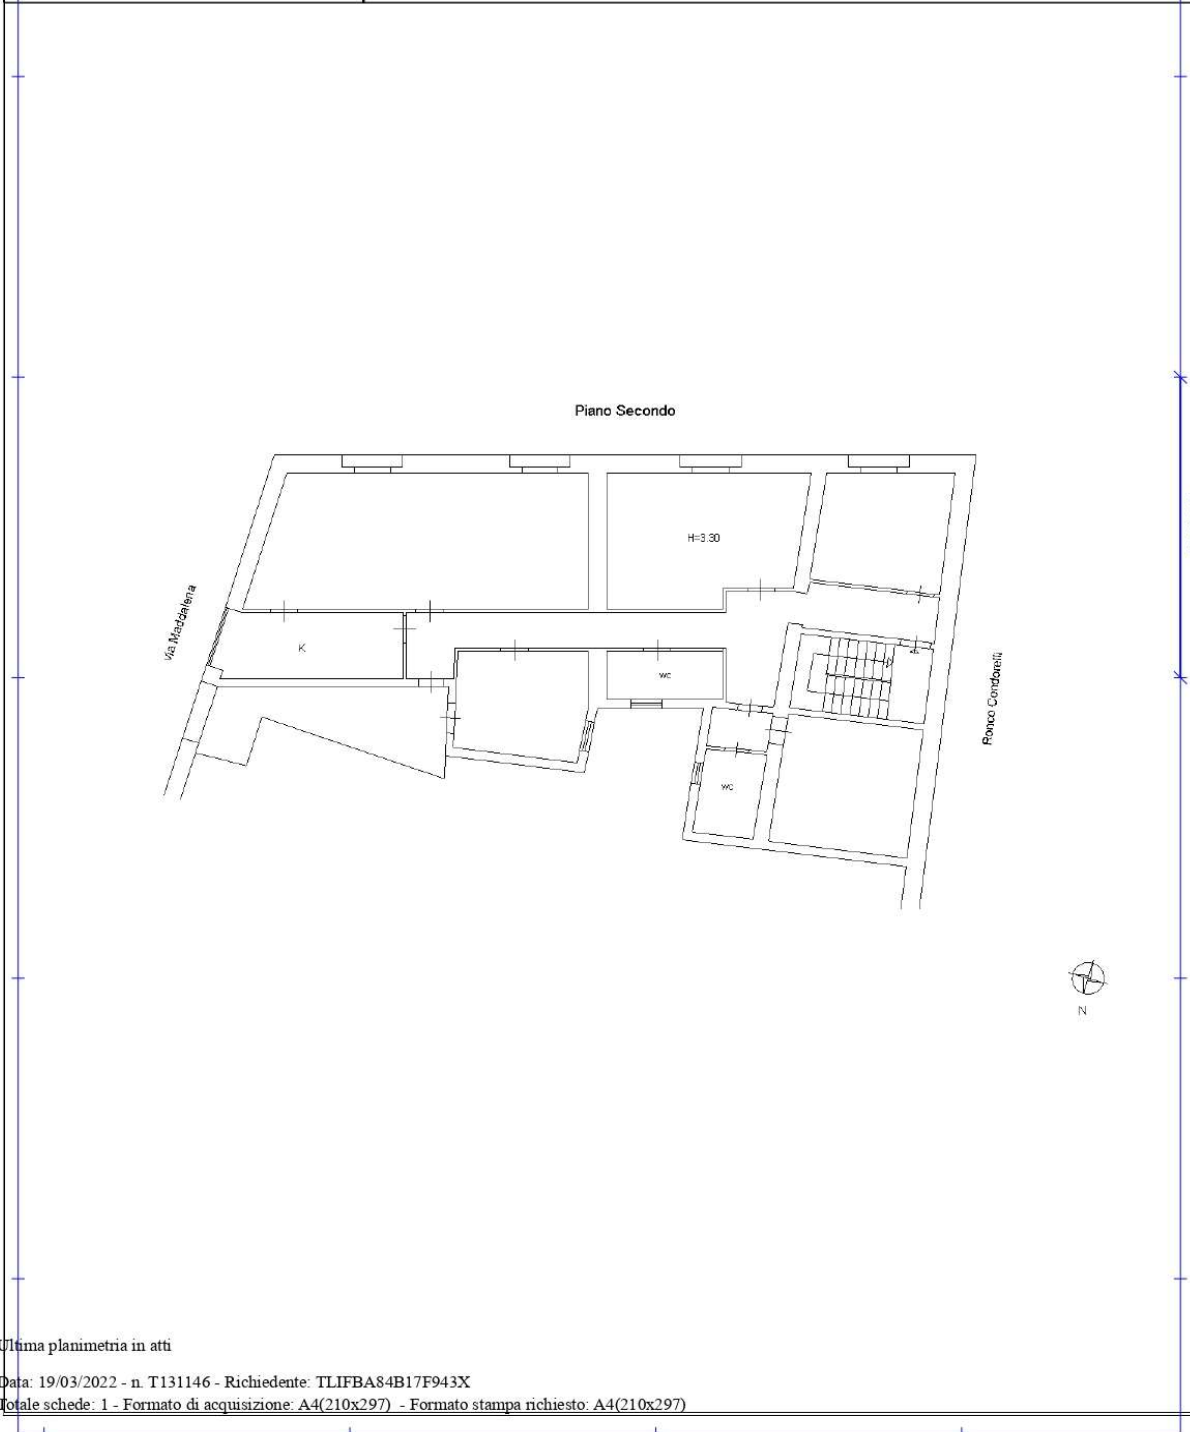 Piano Secondo
H=3.30
Via Maddalena
K
wc
Ronco Condorelli
wc
N
Ultima planimetria in atti
Data: 19/03/2022 - n. T131146 - Richiedente: TLIFBA84B17F943X
Totale schede: 1 - Formato di acquisizione: A4(210x297) - Formato stampa richiesto: A4(210x297)